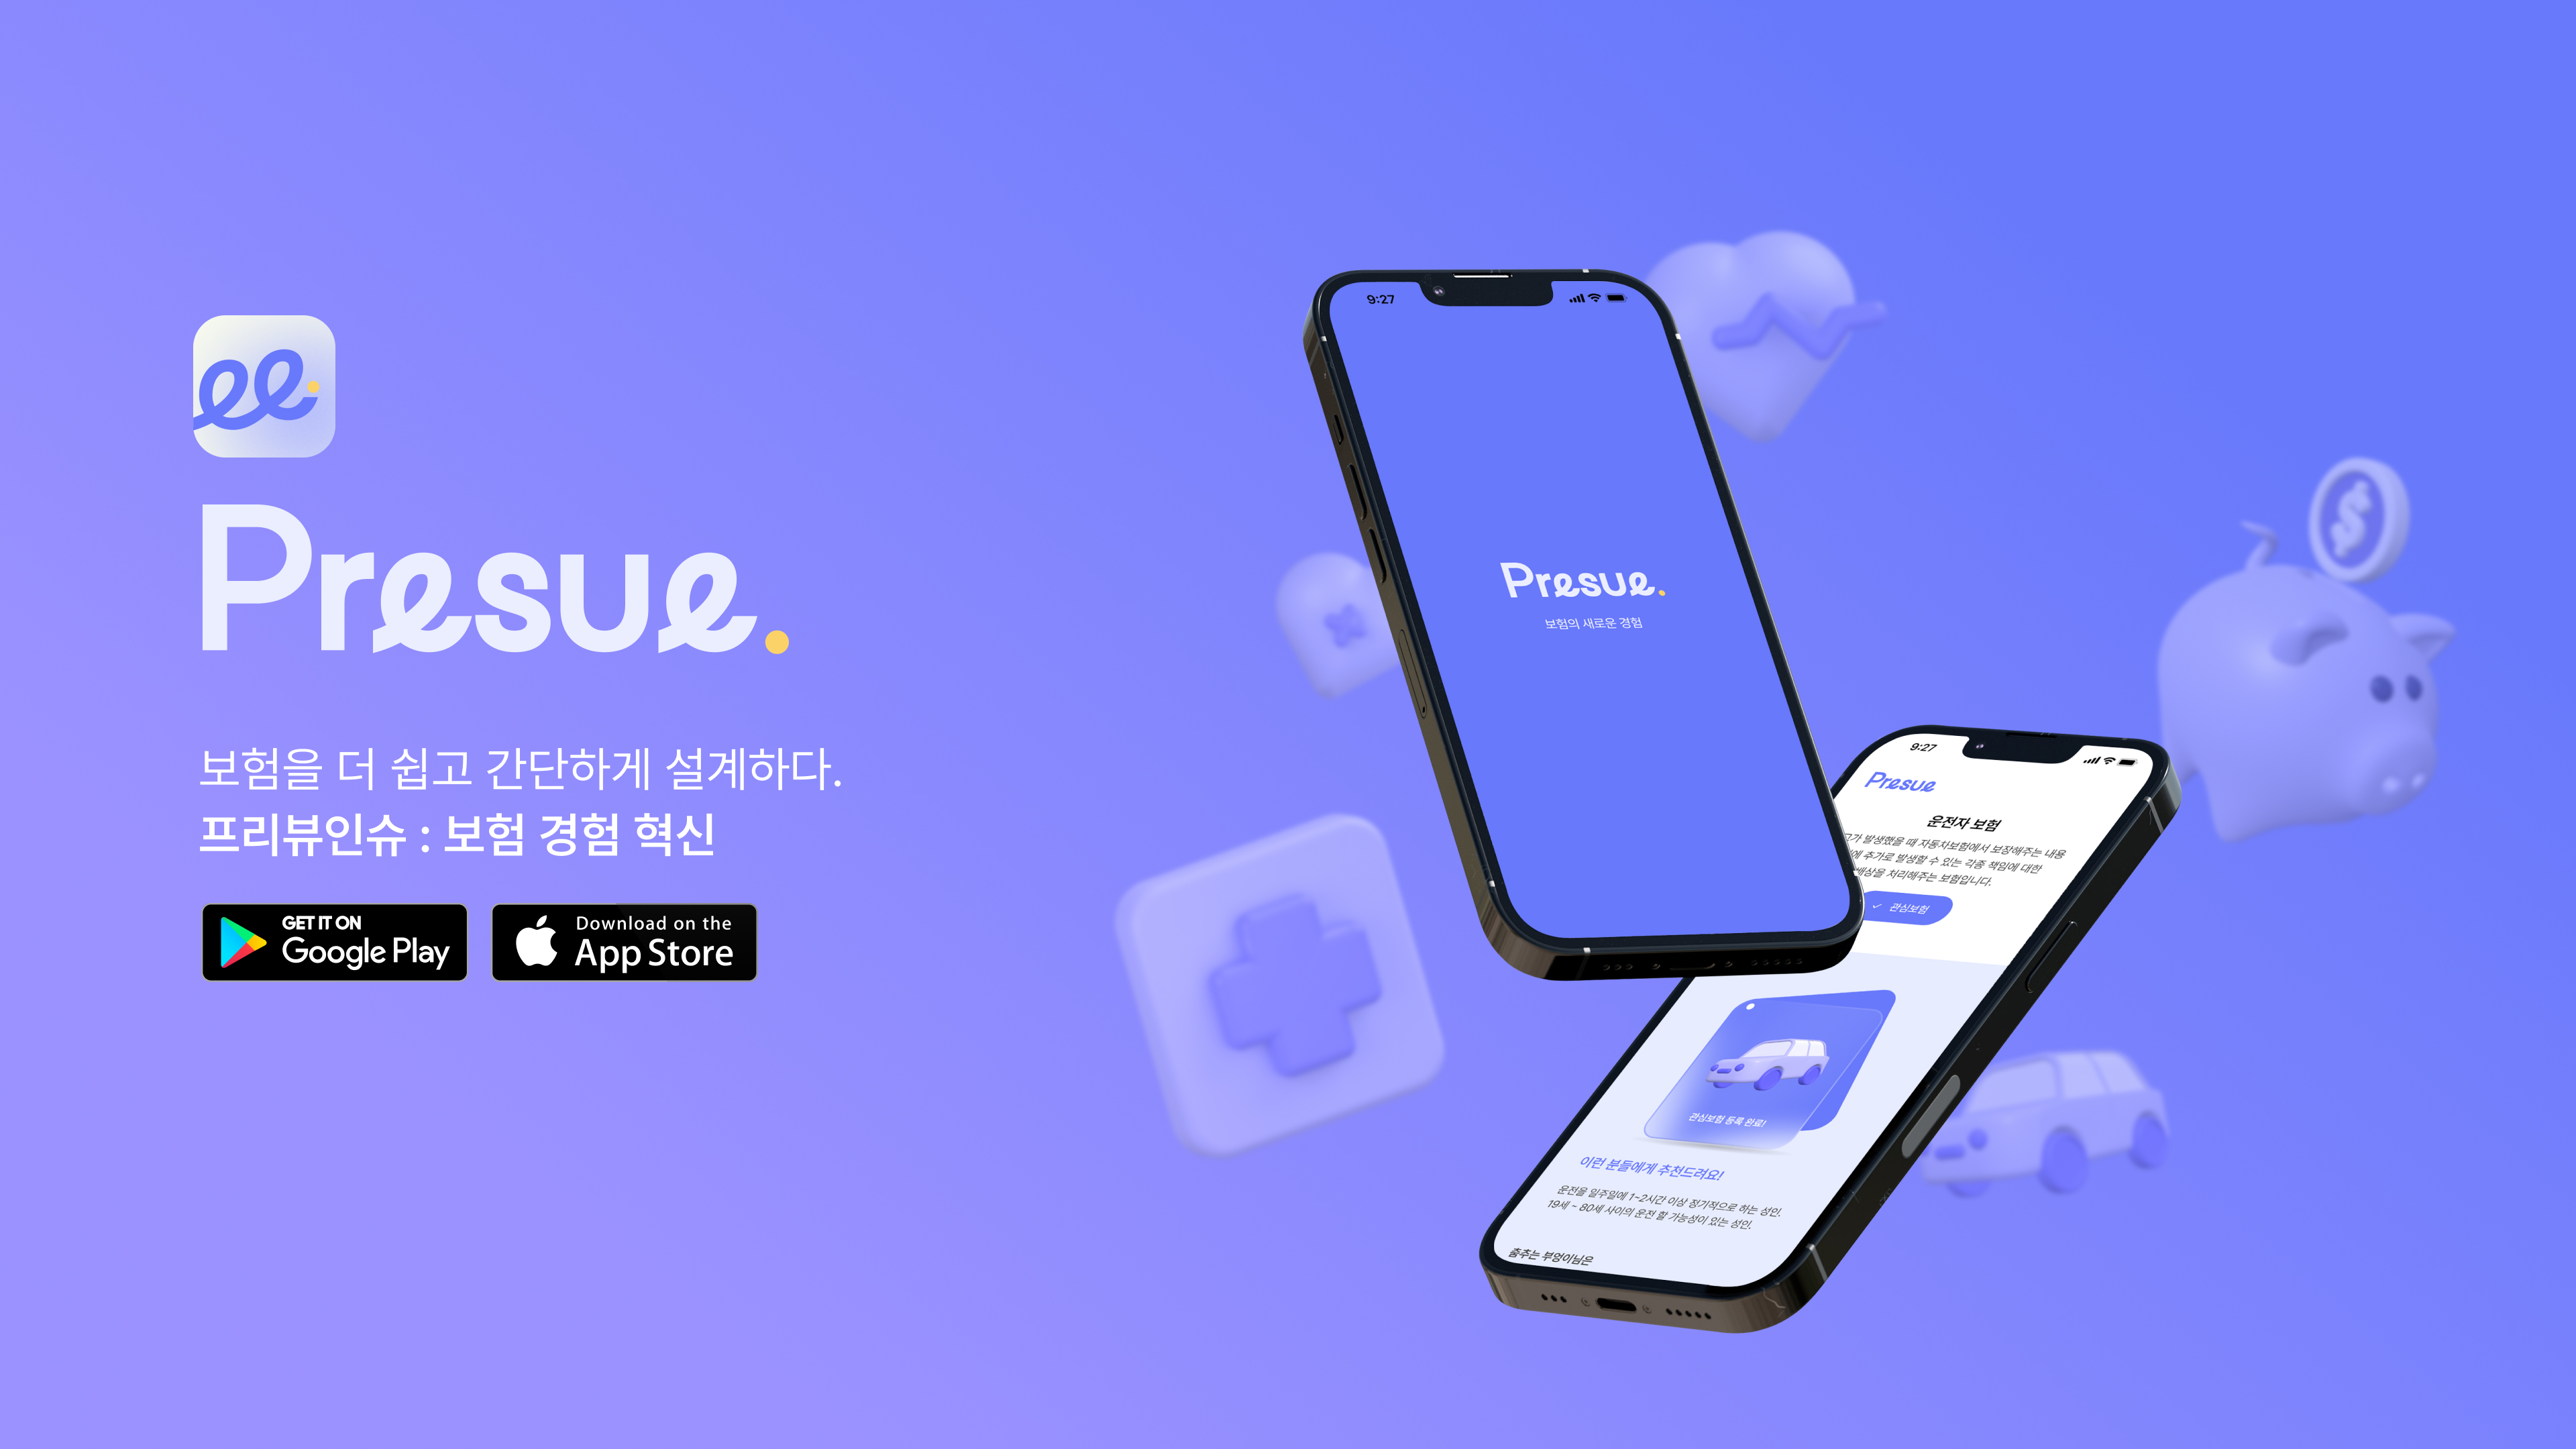 ee.
Presue.
보험을 더 쉽고 간단하게 설계하다.
프리뷰인슈 : 보험 경험 혁신
GET IT ON
Google Play
Download on the
App Store
9:27
Presue.
보험의 새로운 경험
9:27
Presue
운전자 보험
고가 발생했을 때 자동차보험에서 보장해주는 내용
에 추가로 발생할 수 있는 각종 책임에 대한
배상을 처리해주는 보험입니다.
관심보험
관심보험 등록 완료!
이런 분들에게 추천드려요!
운전을 일주일에 1~2시간 이상 정기적으로 하는 성인.
19세 ~ 80세 사이의 운전 할 가능성이 있는 성인.
춤추는 부엉이님은